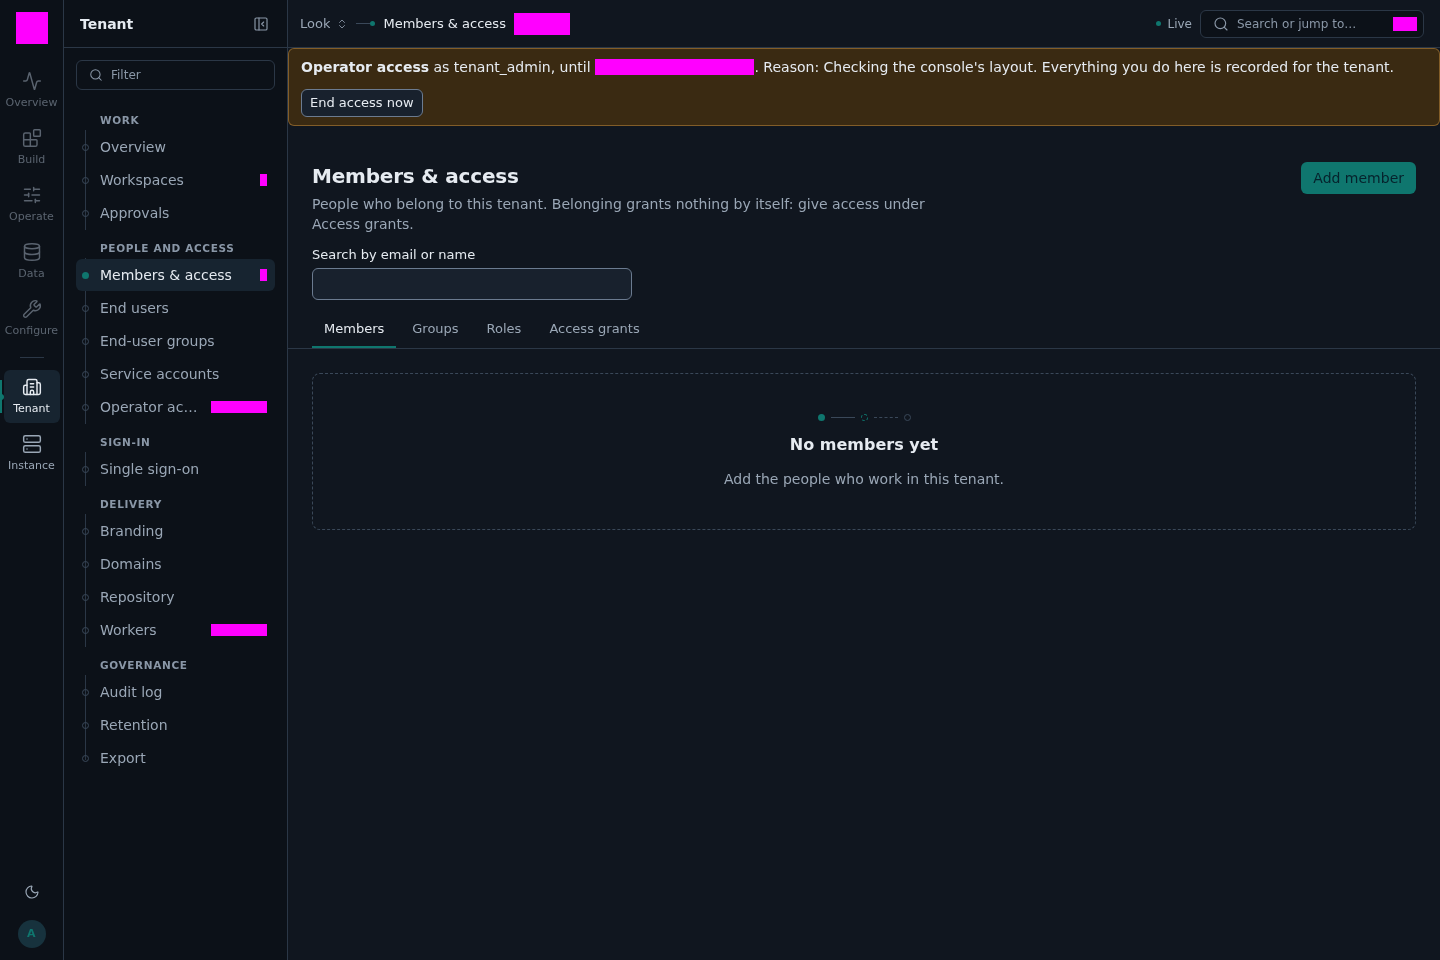 Tenant
Look
Members & access
Live
Search or jump to…
Operator access as tenant_admin, until . Reason: Checking the console's layout. Everything you do here is recorded for the tenant.
End access now
Overview
Build
Operate
Data
Configure
Tenant
Instance
A
Filter
WORK
Overview
Workspaces
Approvals
PEOPLE AND ACCESS
Members & access
End users
End-user groups
Service accounts
Operator ac…
SIGN-IN
Single sign-on
DELIVERY
Branding
Domains
Repository
Workers
GOVERNANCE
Audit log
Retention
Export
Members & access
Add member
People who belong to this tenant. Belonging grants nothing by itself: give access under
Access grants.
Search by email or name
Members
Groups
Roles
Access grants
No members yet
Add the people who work in this tenant.